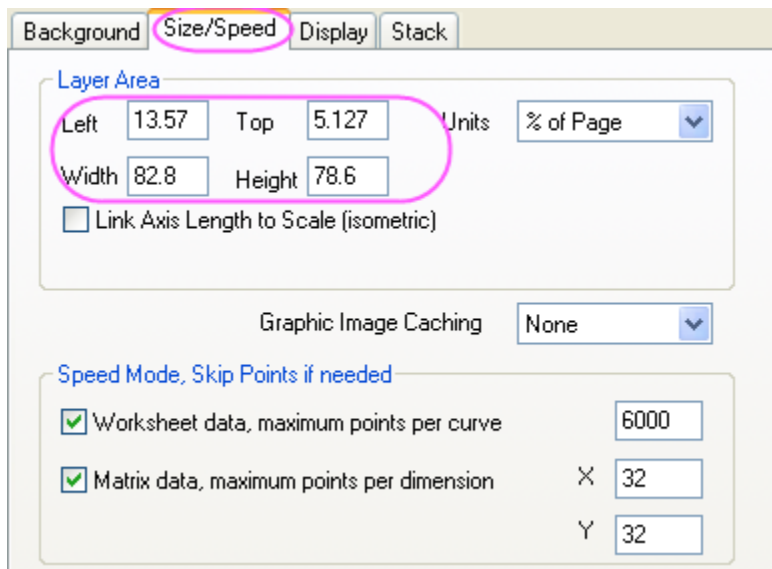 Background Size/Speed Display Stack
Layer Area
Left 13.57 Top 5.127 Units % of Page
Width 82.8 Height 78.6
Link Axis Length to Scale (isometric)
Graphic Image Caching None
Speed Mode, Skip Points if needed
Worksheet data, maximum points per curve 6000
Matrix data, maximum points per dimension X 32
Y 32